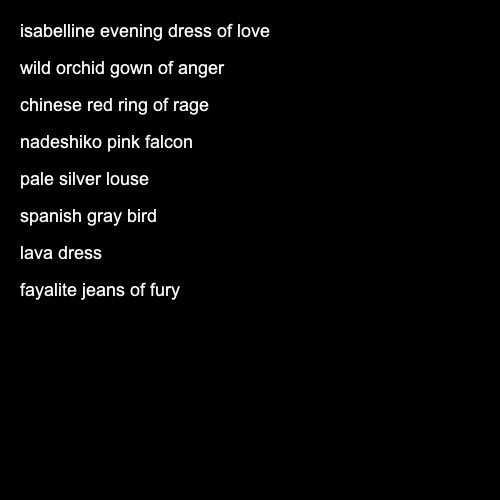 isabelline evening dress of love
wild orchid gown of anger
chinese red ring of rage
nadeshiko pink falcon
pale silver louse
spanish gray bird
lava dress
fayalite jeans of fury